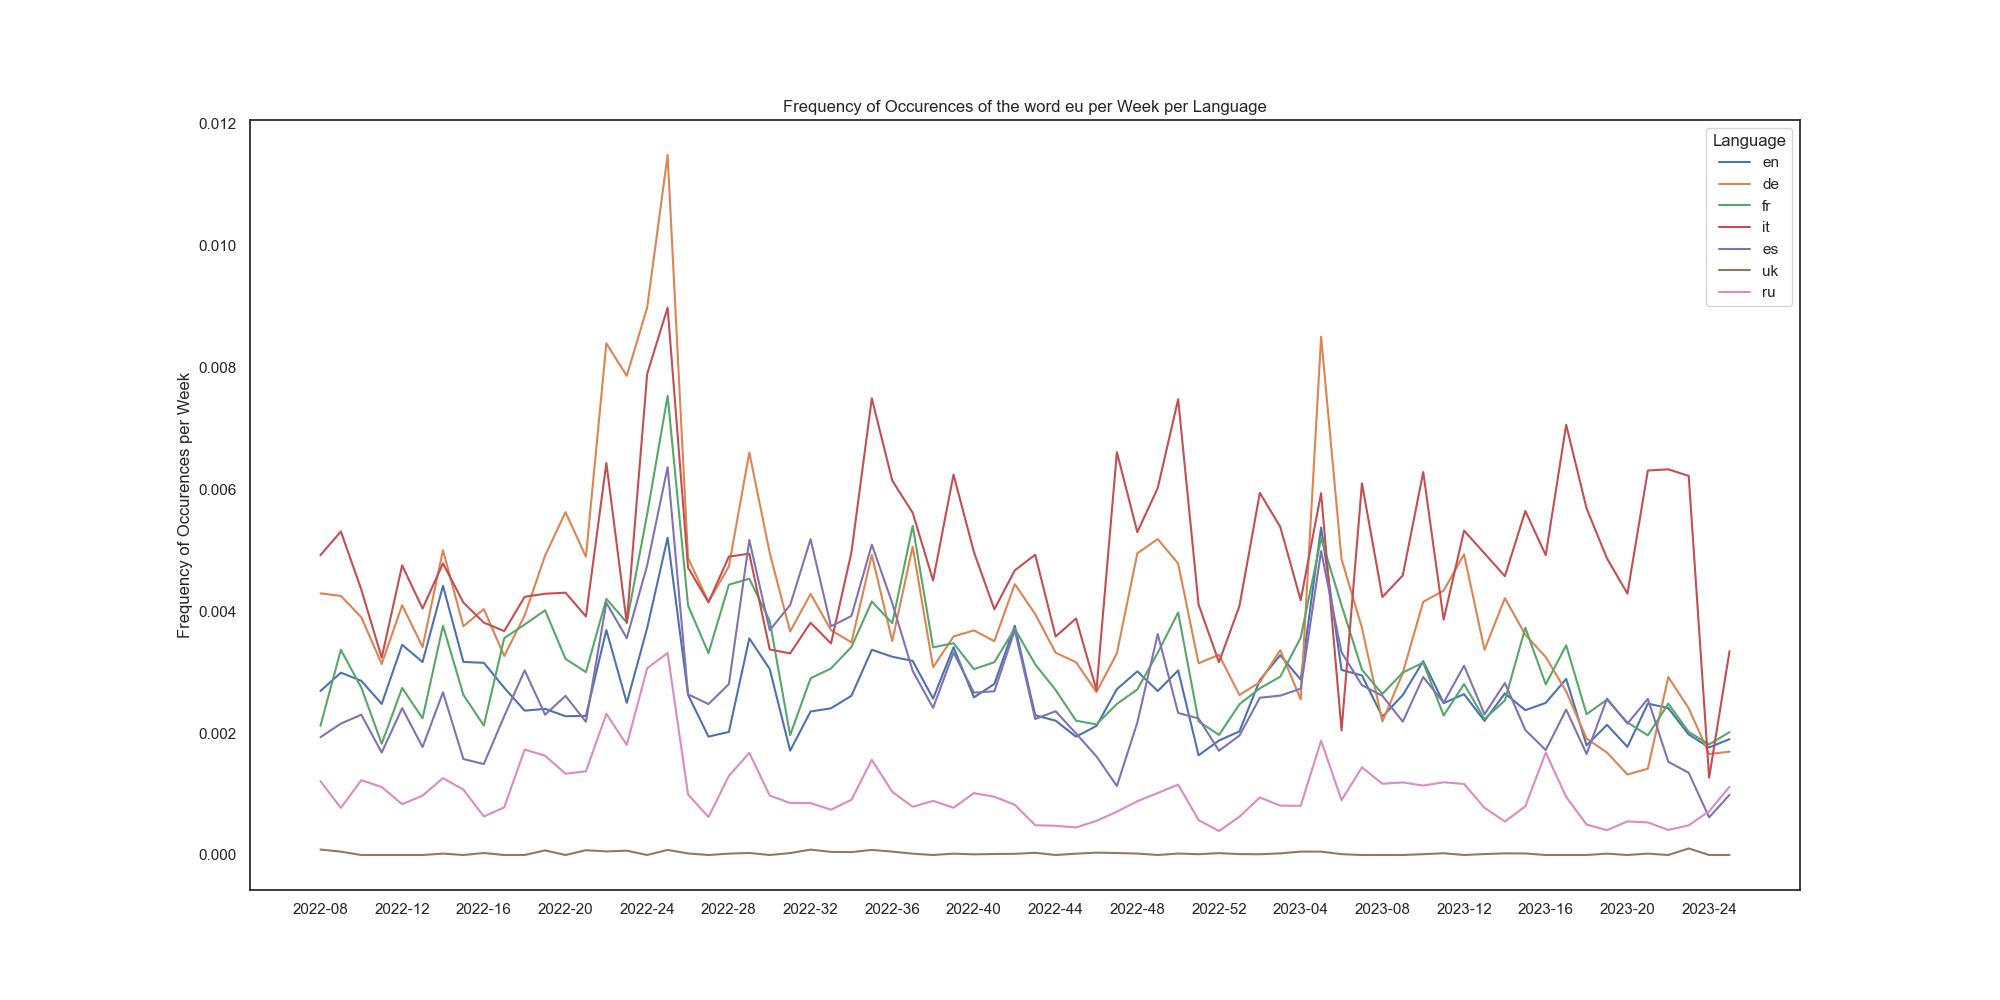 Frequency of Occurences of the word eu per Week per Language
Frequency of Occurences per Week
0.012
0.010
0.008
0.006
0.004
0.002
0.000
Language
en
de
fr
it
es
uk
ru
2022-08 2022-12 2022-16 2022-20 2022-24 2022-28 2022-32 2022-36 2022-40 2022-44 2022-48 2022-52 2023-04 2023-08 2023-12 2023-16 2023-20 2023-24